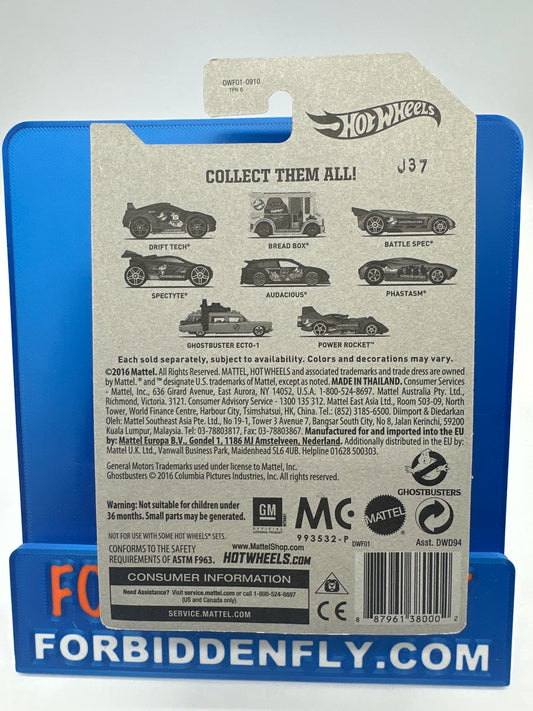 DWF01-0910
TPN 6
HOT WHEELS
J37
COLLECT THEM ALL!
DRIFT TECH®
BREAD BOX®
BATTLE SPEC®
SPECTYTE®
AUDACIOUS®
PHASTASM®
GHOSTBUSTER ECTO-1
POWER ROCKET™
Each sold separately, subject to availability. Colors and decorations may vary.
©2016 Mattel. All Rights Reserved. MATTEL, HOT WHEELS and associated trademarks and trade dress are owned
by Mattel. ® and ™ designate U.S. trademarks of Mattel, except as noted. MADE IN THAILAND. Consumer Services
- Mattel, Inc., 636 Girard Avenue, East Aurora, NY 14052, U.S.A. 1-800-524-8697. Mattel Australia Pty. Ltd.,
Richmond, Victoria. 3121. Consumer Advisory Service - 1300 135 312. Mattel East Asia Ltd., Room 503-09, North
Tower, World Finance Centre, Harbour City, Tsimshatsui, HK, China. Tel.: (852) 3185-6500. Diimport & Diedarkan
Oleh: Mattel Southeast Asia Pte. Ltd., No 19-1, Tower 3 Avenue 7, Bangsar South City, No 8, Jalan Kerinchi, 59200
Kuala Lumpur, Malaysia. Tel: 03-78803817, Fax: 03-78803867. Manufactured for and imported into the EU
by: Mattel Europa B.V., Gondel 1, 1186 MJ Amstelveen, Nederland. Additionally distributed in the EU by:
Mattel U.K. Ltd., Vanwall Business Park, Maidenhead SL6 4UB. Helpline 01628 500303.
General Motors Trademarks used under license to Mattel, Inc.
Ghostbusters © 2016 Columbia Pictures Industries, Inc. All rights reserved.
GHOSTBUSTERS
Warning: Not suitable for children under
36 months. Small parts may be generated.
GM
OFFICIAL
LICENSED PRODUCT
MC
993532-P
MATTEL
NOT FOR USE WITH SOME HOT WHEELS® SETS.
DWF01
Asst. DWD94
CONFORMS TO THE SAFETY
REQUIREMENTS OF ASTM F963.
www.MattelShop.com
HOTWHEELS.com
CONSUMER INFORMATION
Need Assistance? Visit service.mattel.com or call 1-800-524-8697
(US and Canada only).
SERVICE.MATTEL.COM
CE
8 87961 38000 2
FO
FORBIDDENFLY.COM